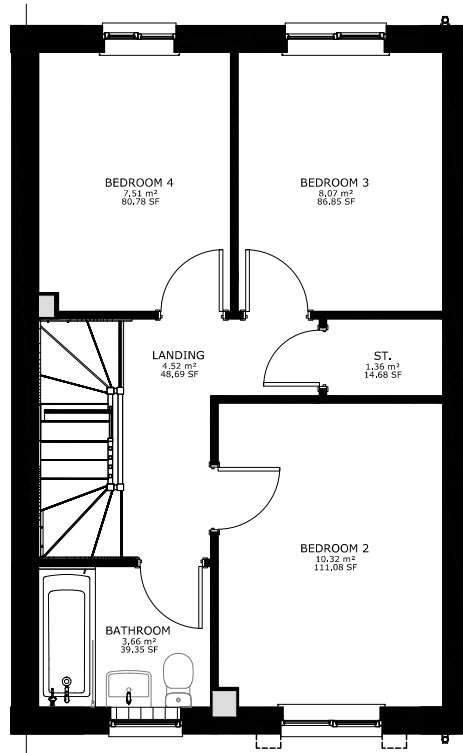 BEDROOM 4
7.51 m²
80.78 SF
BEDROOM 3
8.07 m²
86.85 SF
LANDING
4.52 m²
48.69 SF
ST.
1.36 m²
14.68 SF
BEDROOM 2
10.32 m²
111.08 SF
BATHROOM
3.66 m²
39.35 SF